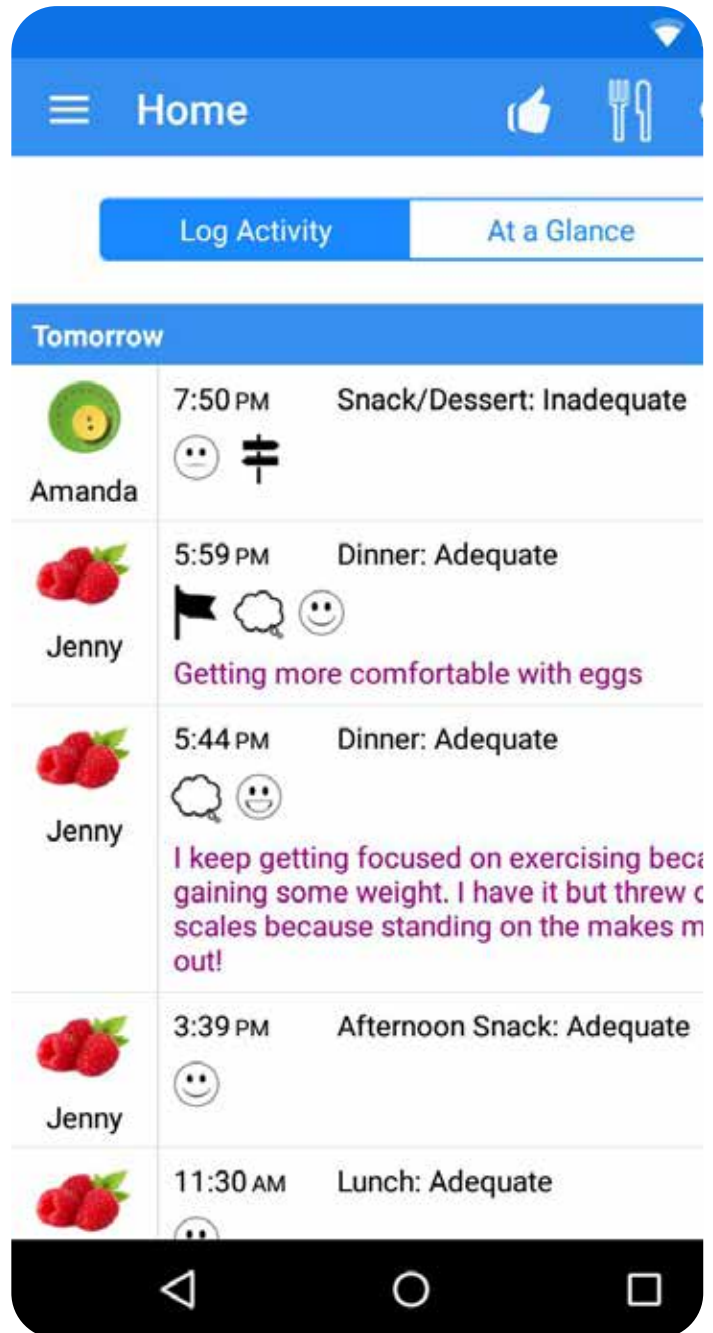 Home
Log Activity
At a Glance
Tomorrow
7:50 PM Snack/Dessert: Inadequate
Amanda
5:59 PM Dinner: Adequate
Jenny
Getting more comfortable with eggs
5:44 PM Dinner: Adequate
Jenny
I keep getting focused on exercising beca
gaining some weight. I have it but threw
scales because standing on the makes m
out!
3:39 PM Afternoon Snack: Adequate
Jenny
11:30 AM Lunch: Adequate